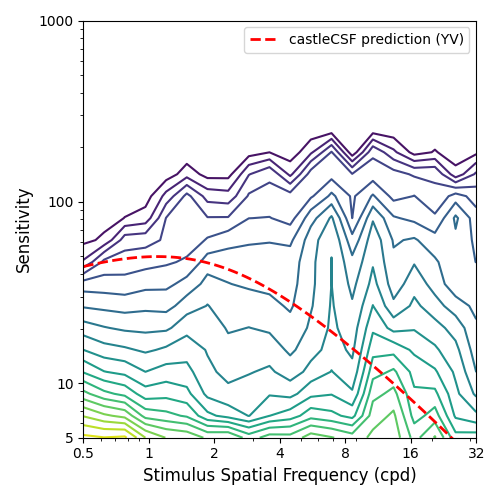 1000
castleCSF prediction (YV)
100
10
5
Sensitivity
0.5 1 2 4 8 16 32
Stimulus Spatial Frequency (cpd)